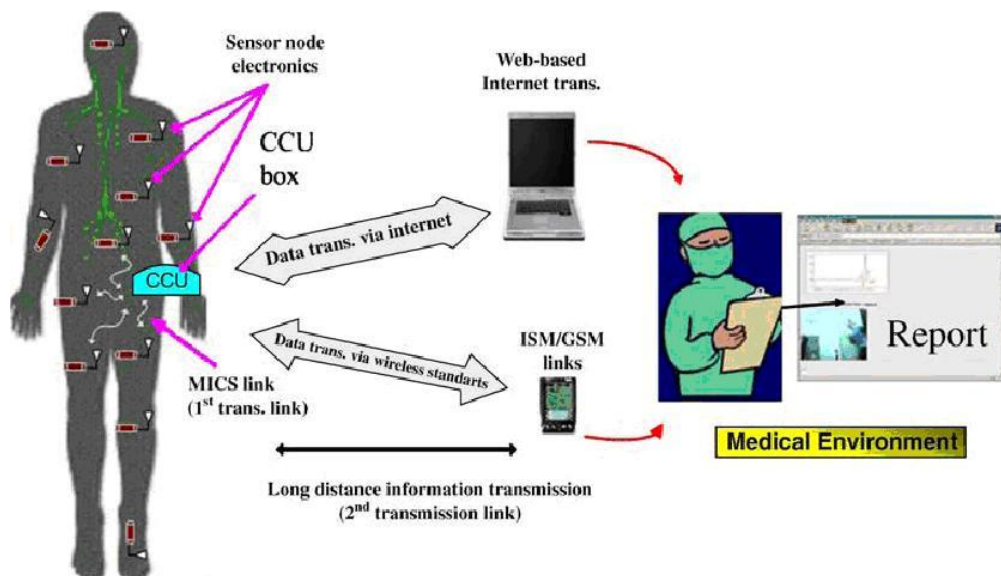 Sensor node
electronics
CCU
box
CCU
MICS link
(1st trans. link)
Data trans. via internet
Data trans. via wireless standarts
Long distance information transmission
(2nd transmission link)
Web-based
Internet trans.
ISM/GSM
links
Report
Medical Environment